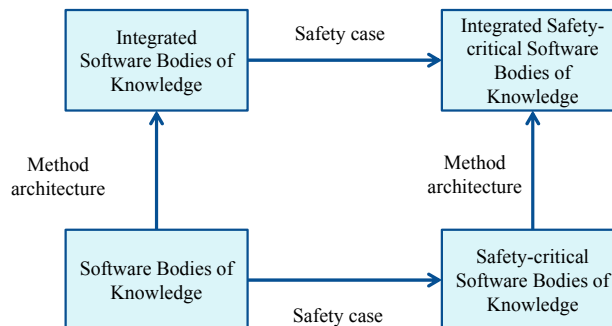 Integrated
Software Bodies of
Knowledge
Safety case
Integrated Safety-
critical Software
Bodies of
Knowledge
Method
architecture
Method
architecture
Software Bodies of
Knowledge
Safety case
Safety-critical
Software Bodies of
Knowledge